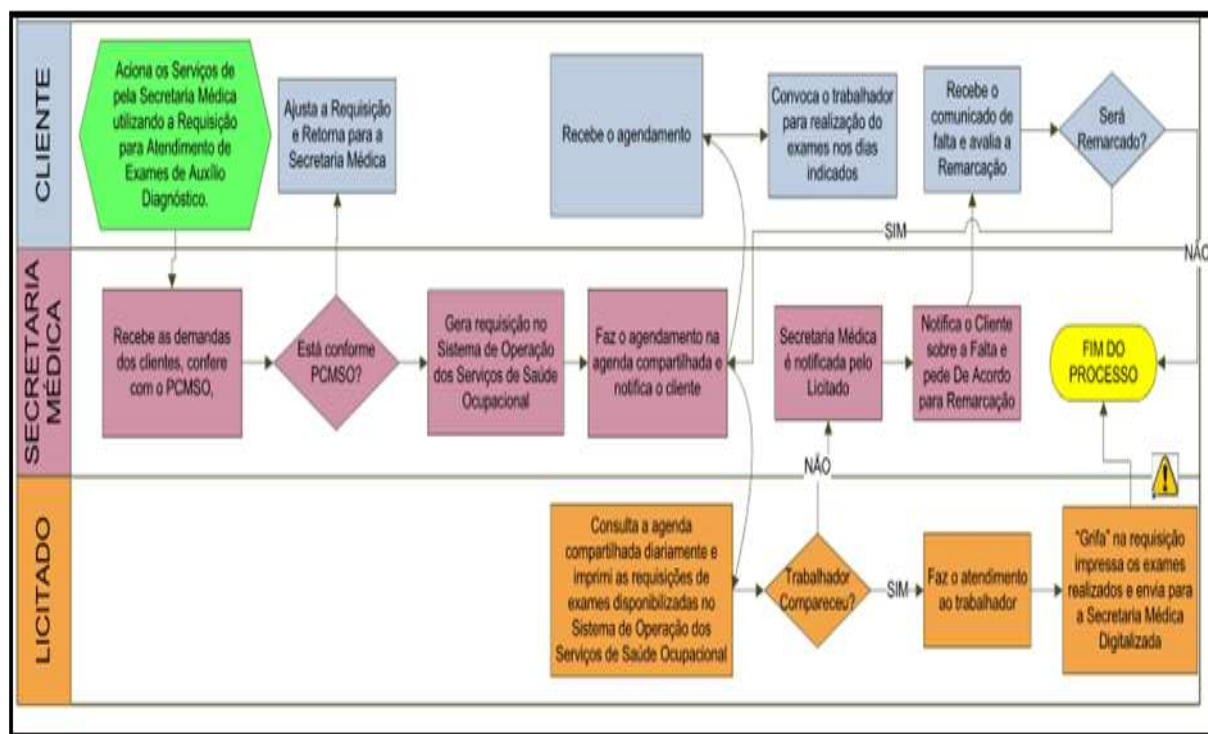 CLIENTE
Aciona os Serviços de
pela Secretaria Médica
utilizando a Requisição
para Atendimento de
Exames de Auxílio
Diagnóstico.
Ajusta a Requisição
e Retorna para a
Secretaria Médica
Recebe o agendamento
Convoca o trabalhador
para realização do
exames nos dias
indicados
Recebe o
comunicado de
falta e avalia a
Remarcação
Será
Remarcado?
SIM
NÃO
SECRETARIA
MÉDICA
Recebe as demandas
dos clientes, confere
com o PCMSO,
Está conforme
PCMSO?
Gera requisição no
Sistema de Operação
dos Serviços de Saúde
Ocupacional
Faz o agendamento na
agenda compartilhada e
notifica o cliente
Secretaria Médica
é notificada pelo
Licitado
Notifica o Cliente
sobre a Falta e
pede De Acordo
para Remarcação
FIM DO
PROCESSO
NÃO
LICITADO
Consulta a agenda
compartilhada diariamente e
imprimi as requisições de
exames disponibilizadas no
Sistema de Operação dos
Serviços de Saúde Ocupacional
Trabalhador
Compareceu?
SIM
Faz o atendimento
ao trabalhador
"Grifa" na requisição
impressa os exames
realizados e envia para
a Secretaria Médica
Digitalizada